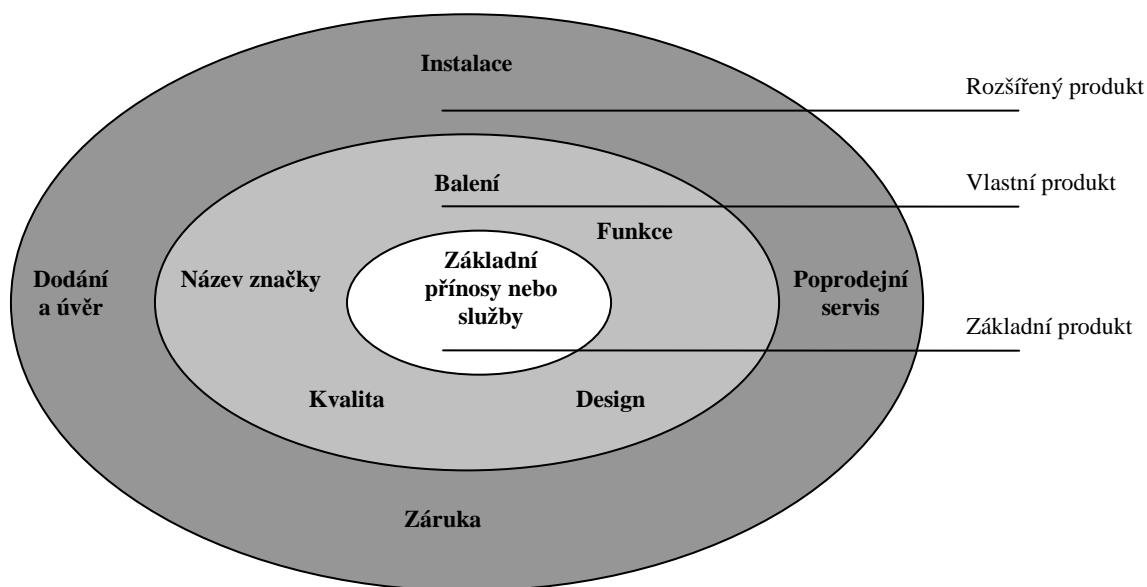 Instalace
Rozšířený produkt
Balení
Vlastní produkt
Funkce
Dodání
a úvěr
Název značky
Základní
přínosy nebo
služby
Poprodejní
servis
Základní produkt
Kvalita
Design
Záruka